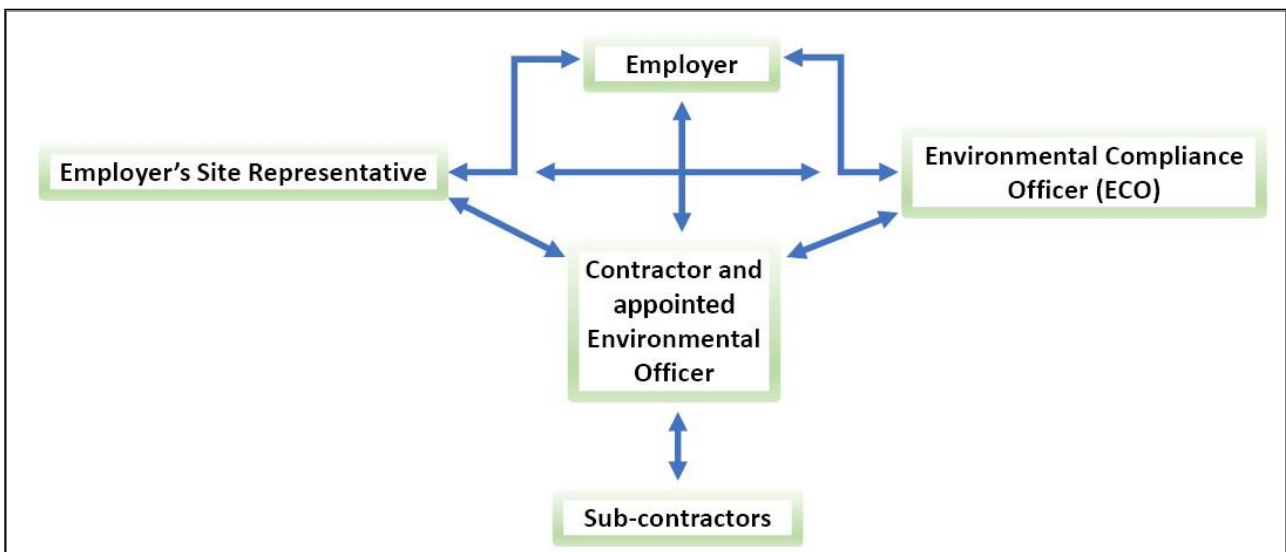 Employer
Employer’s Site Representative
Environmental Compliance
Officer (ECO)
Contractor and
appointed
Environmental
Officer
Sub-contractors